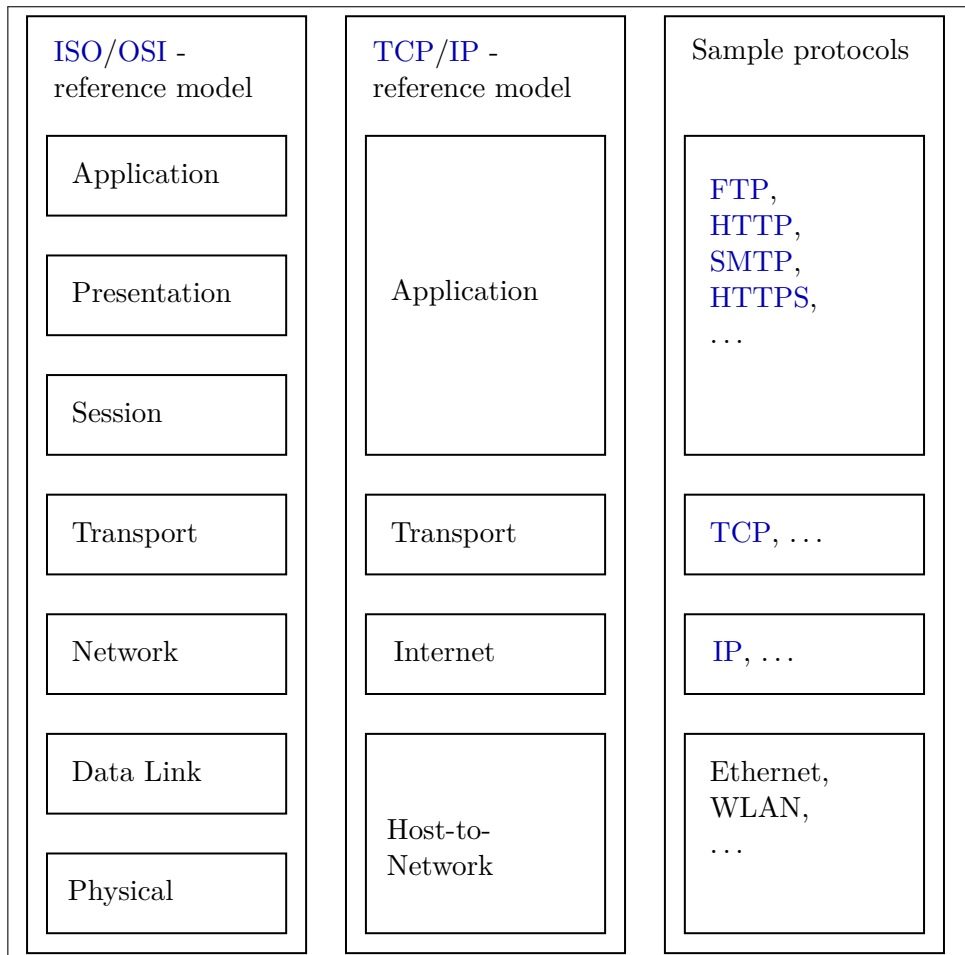 ISO/OSI -
reference model
Application
Presentation
Session
Transport
Network
Data Link
Physical
TCP/IP -
reference model
Application
Transport
Internet
Host-to-
Network
Sample protocols
FTP,
HTTP,
SMTP,
HTTPS,
...
TCP, ...
IP, ...
Ethernet,
WLAN,
...